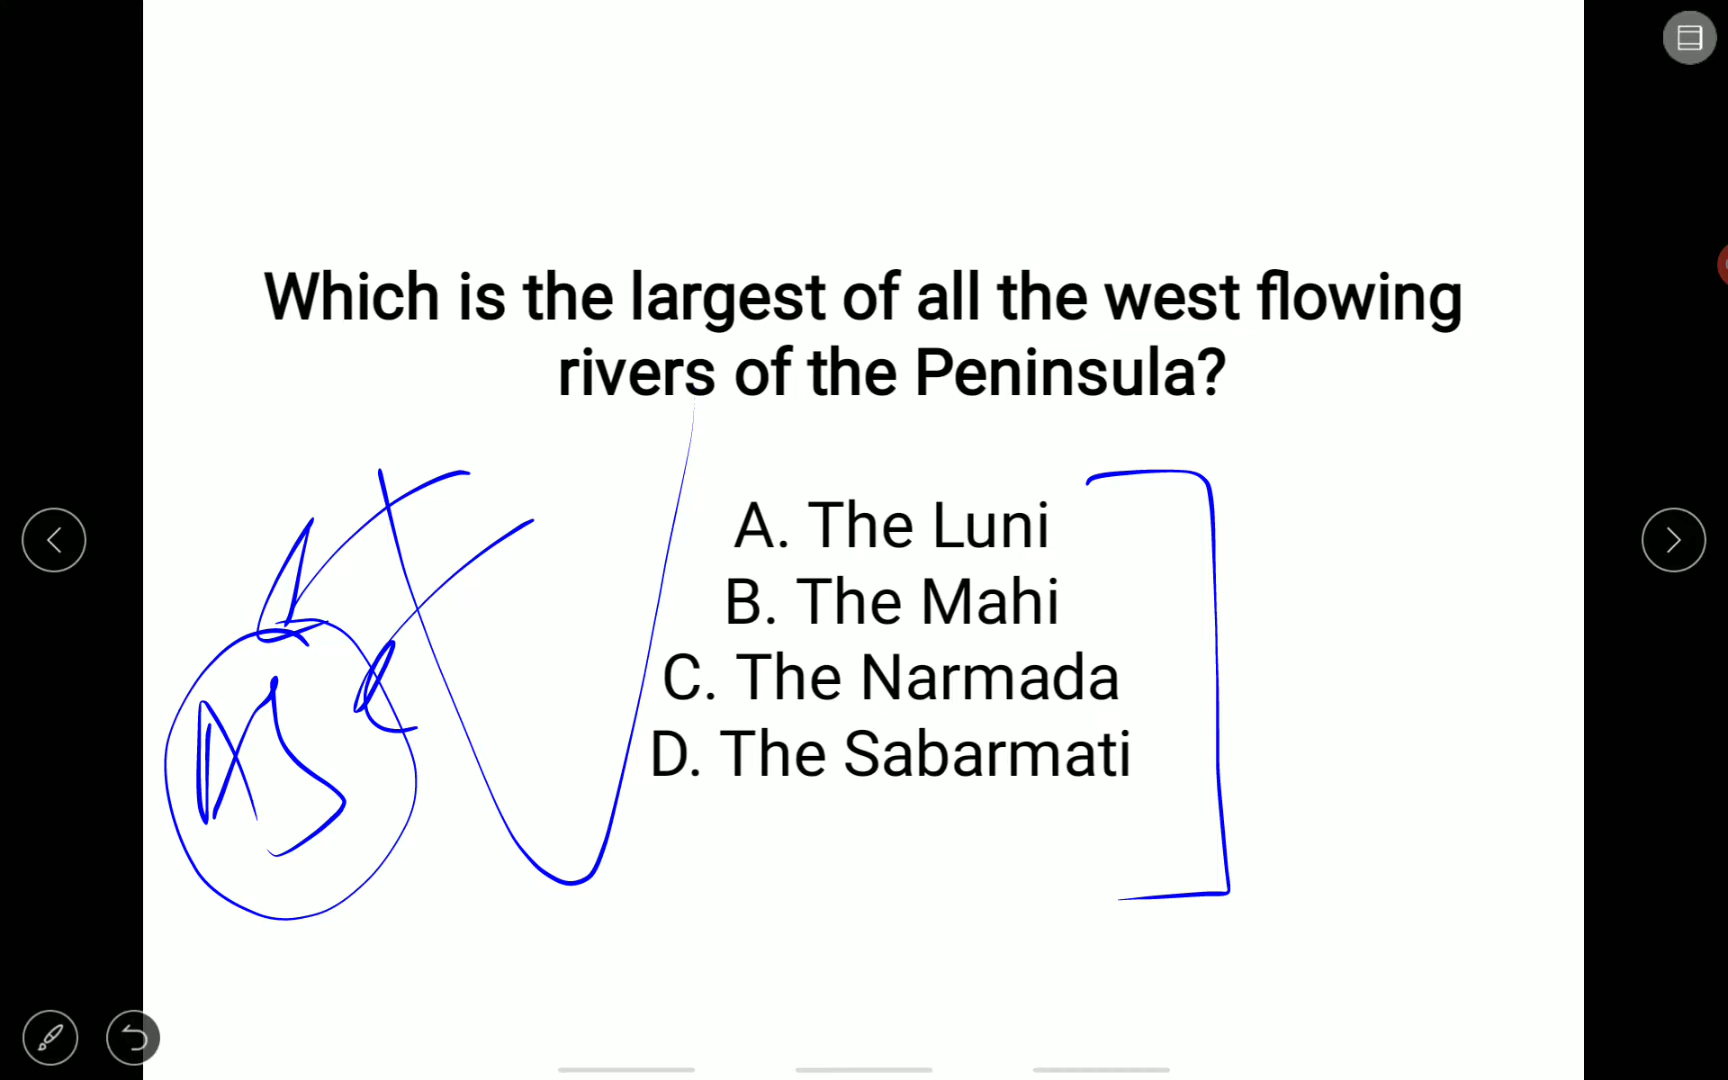 Which is the largest of all the west flowing
rivers of the Peninsula?
A. The Luni
B. The Mahi
C. The Narmada
D. The Sabarmati